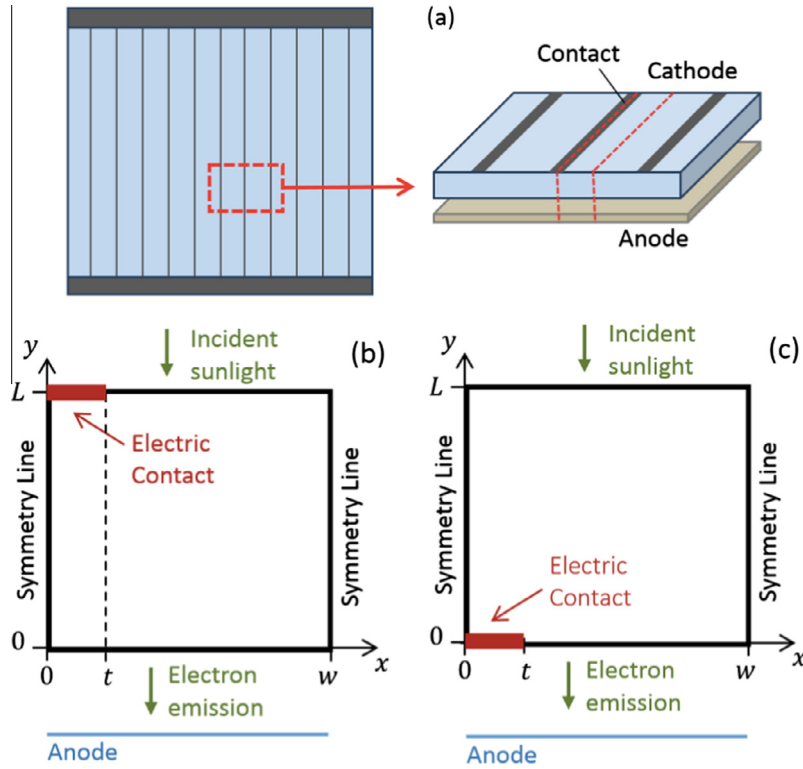 (a)
Contact
Cathode
Anode
(b)
y
Incident
sunlight
L
Electric
Contact
Symmetry Line
Symmetry Line
0
0
t
w
x
Electron
emission
Anode
(c)
y
Incident
sunlight
L
Electric
Contact
Symmetry Line
Symmetry Line
0
0
t
w
x
Electron
emission
Anode